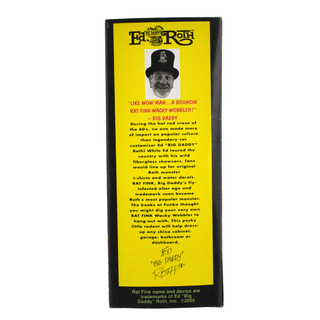 Ed "Big Daddy" Roth
"LIKE WOW MAN...A BOUNCIN'
RAT FINK WACKY WOBBLER!"
– BIG DADDY
During the hot rod craze of
the 60's, no one made more
of impact on popular culture
than legendary car
customizer Ed "Big Daddy"
Roth! While Ed toured the
country with his wild
fiberglass showcars, fans
would line up for original
Roth monster
t-shirts and water decals.
RAT FINK, Big Daddy's fly-
infested alter ego and
trademark soon became
Roth's most popular monster.
The kooks at Funko thought
you might dig your very own
RAT FINK Wacky Wobbler to
hang-out with. This pesky
little rodent will help dress-
up any china cabinet,
garage, bathroom or
dashboard.
ED
"BIG DADDY"
ROTH
Rat Fink name and device are
trademarks of Ed "Big
Daddy" Roth, Inc. ©2005